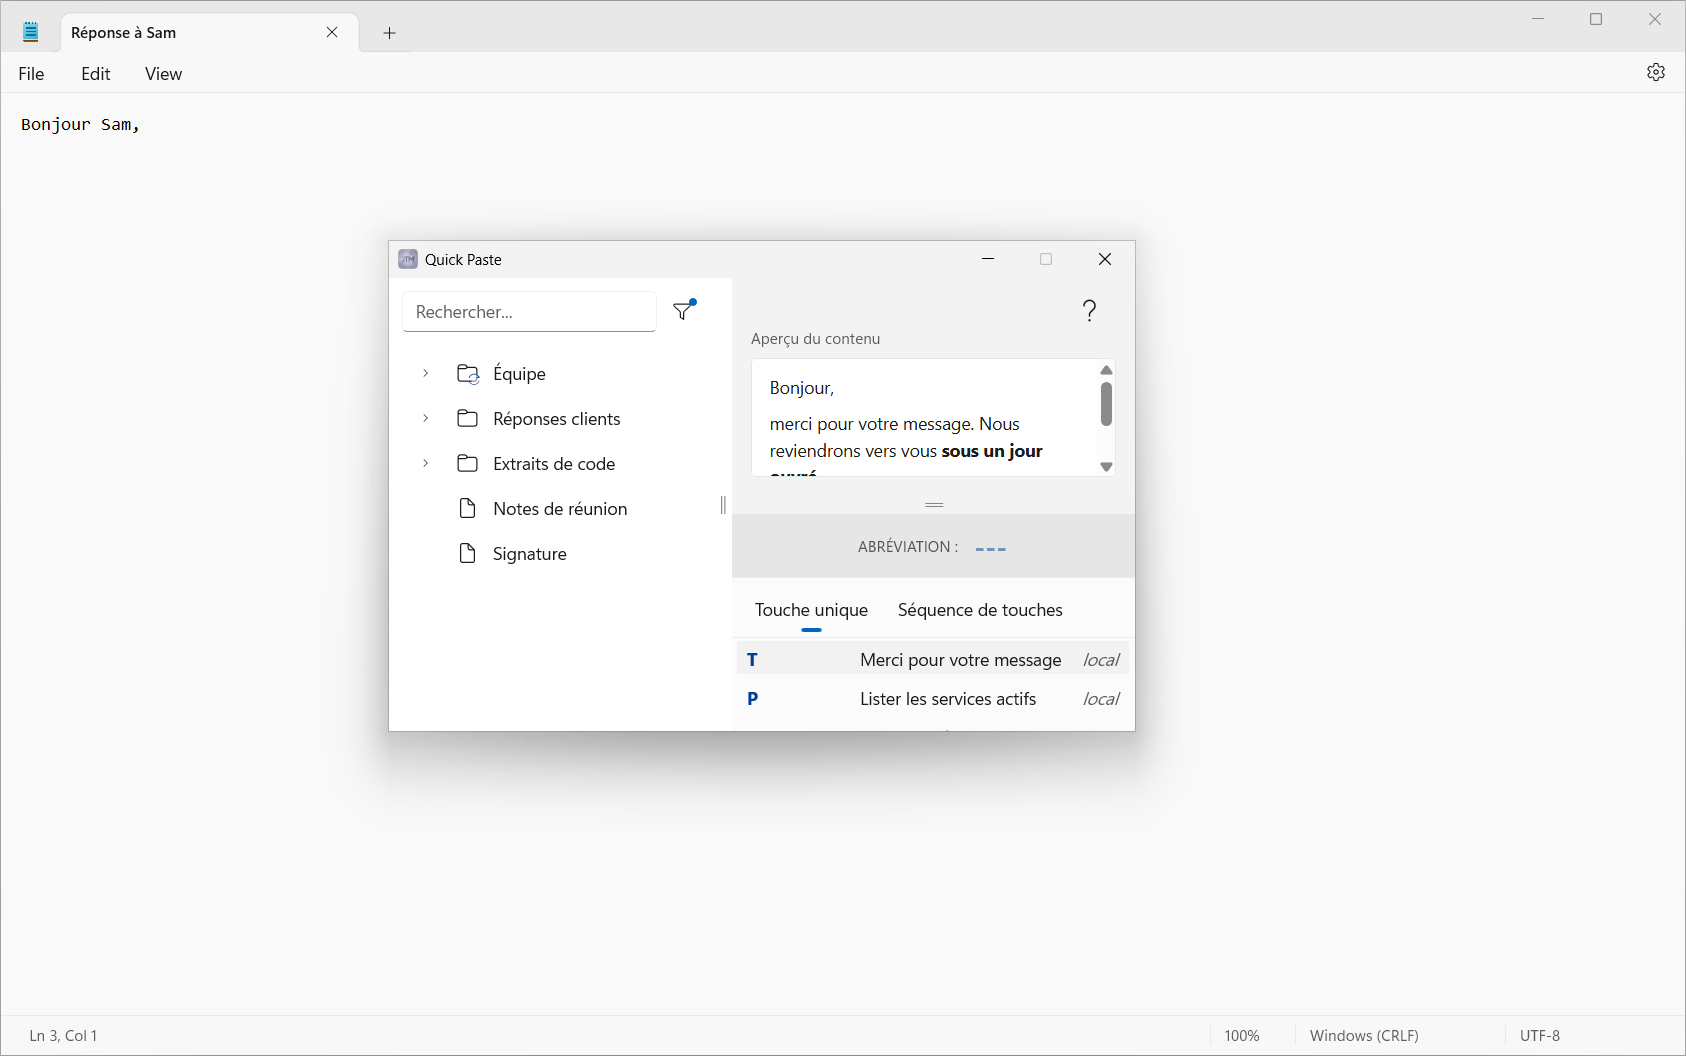 Réponse à Sam
File Edit View
Bonjour Sam,
JTM Quick Paste
Rechercher...
Équipe
Réponses clients
Extraits de code
Notes de réunion
Signature
Aperçu du contenu
Bonjour,
merci pour votre message. Nous
reviendrons vers vous sous un jour
ouvré
ABRÉVIATION : ---
Touche unique Séquence de touches
T Merci pour votre message local
P Lister les services actifs local
Ln 3, Col 1 100% Windows (CRLF) UTF-8